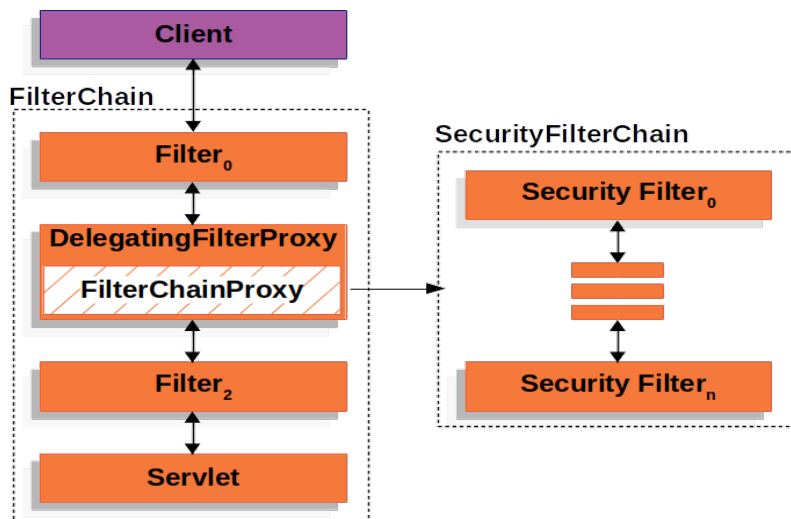 Client
FilterChain
Filter0
DelegatingFilterProxy
FilterChainProxy
Filter2
Servlet
SecurityFilterChain
Security Filter0
Security Filtern